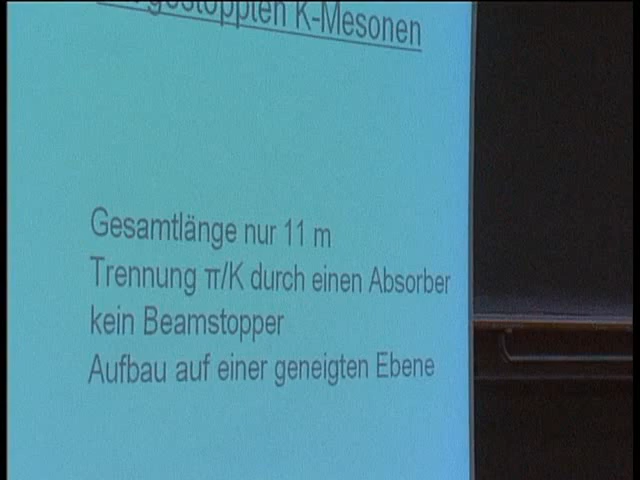 gestoppten K-Mesonen
Gesamtlänge nur 11 m
Trennung π/K durch einen Absorber
kein Beamstopper
Aufbau auf einer geneigten Ebene